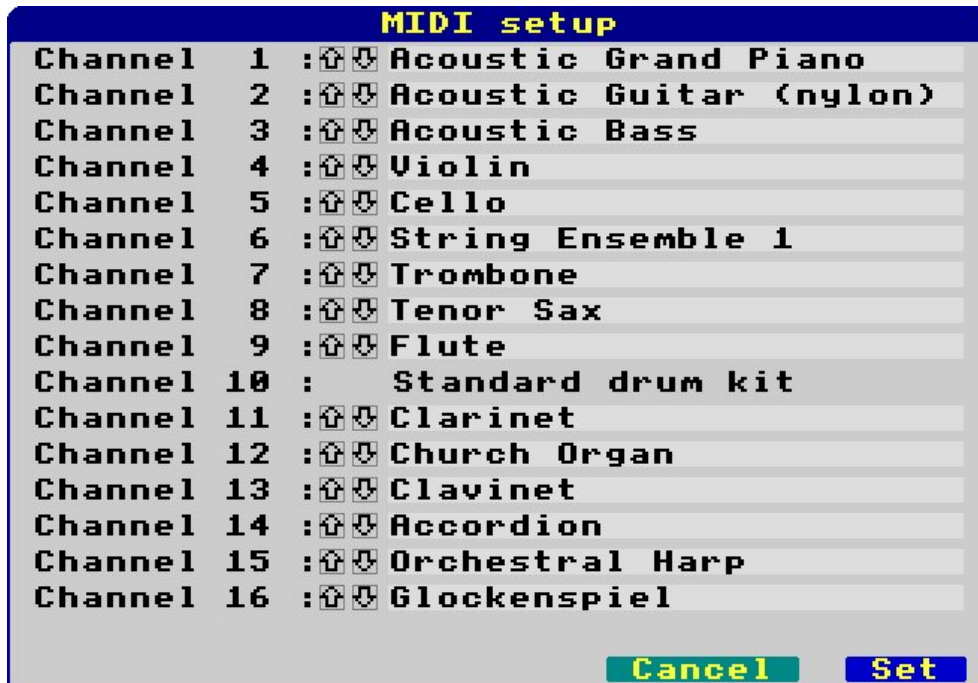 MIDI setup
Channel 1 : Acoustic Grand Piano
Channel 2 : Acoustic Guitar (nylon)
Channel 3 : Acoustic Bass
Channel 4 : Violin
Channel 5 : Cello
Channel 6 : String Ensemble 1
Channel 7 : Trombone
Channel 8 : Tenor Sax
Channel 9 : Flute
Channel 10 : Standard drum kit
Channel 11 : Clarinet
Channel 12 : Church Organ
Channel 13 : Clavinet
Channel 14 : Accordion
Channel 15 : Orchestral Harp
Channel 16 : Glockenspiel
Cancel Set